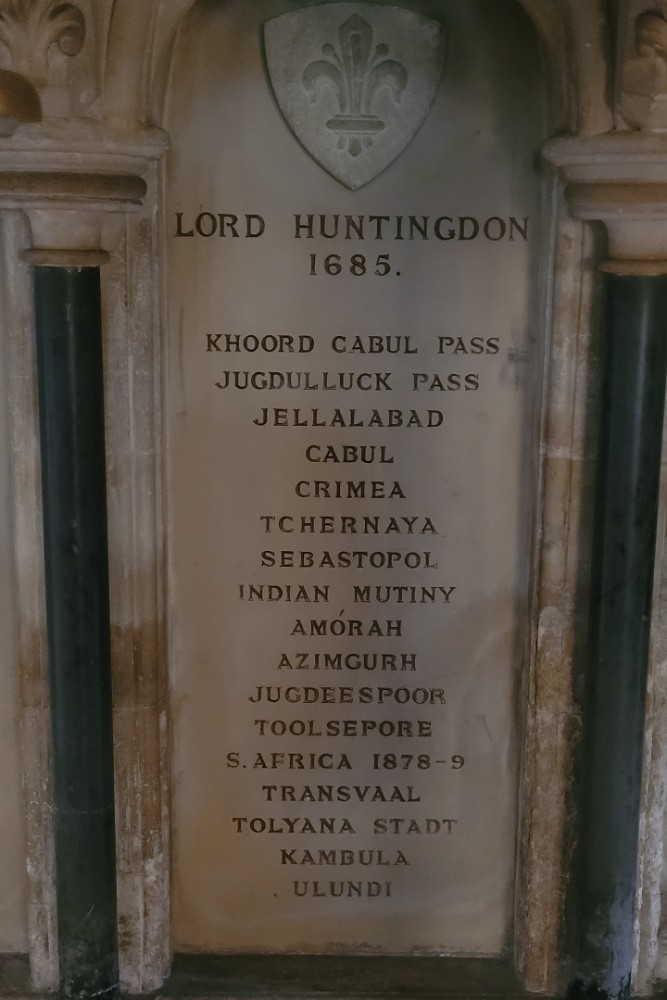 LORD HUNTINGDON
1685.
KHOORD CABUL PASS
JUGDULLUCK PASS
JELLALABAD
CABUL
CRIMEA
TCHERNAYA
SEBASTOPOL
INDIAN MUTINY
AMÓRAH
AZIMGURH
JUGDEESPOOR
TOOLSEPORE
S. AFRICA 1878-9
TRANSVAAL
TOLYANA STADT
KAMBULA
ULUNDI